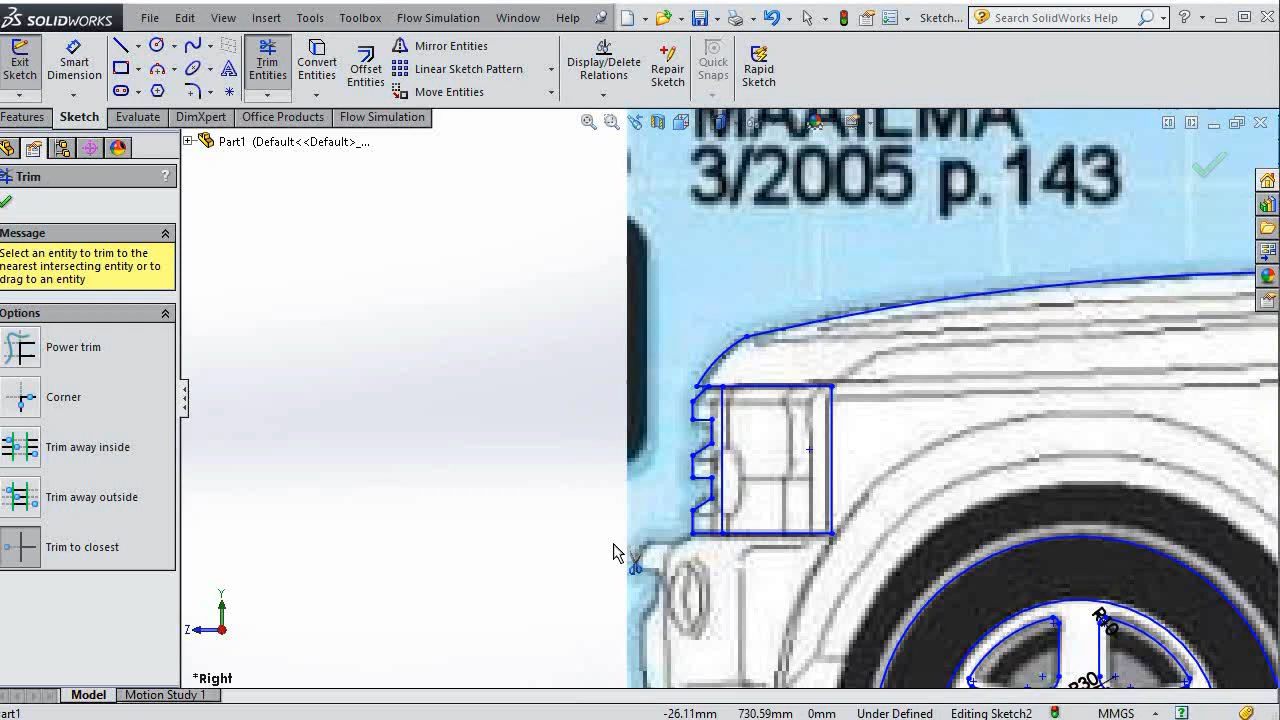 SOLIDWORKS File Edit View Insert Tools Toolbox Flow Simulation Window Help Sketch... Search SolidWorks Help
Exit Sketch
Smart Dimension
Trim Entities
Convert Entities
Offset Entities
Mirror Entities
Linear Sketch Pattern
Move Entities
Display/Delete Relations
Repair Sketch
Quick Snaps
Rapid Sketch
Features Sketch Evaluate DimXpert Office Products Flow Simulation
Part1 (Default<<Default>_...
Trim ?
Message
Select an entity to trim to the
nearest intersecting entity or to
drag to an entity
Options
Power trim
Corner
Trim away inside
Trim away outside
Trim to closest
MAAILMA
3/2005 p.143
R30
Y
Z
*Right
Model Motion Study 1
art1 -26.11mm 730.59mm 0mm Under Defined Editing Sketch2 MMGS